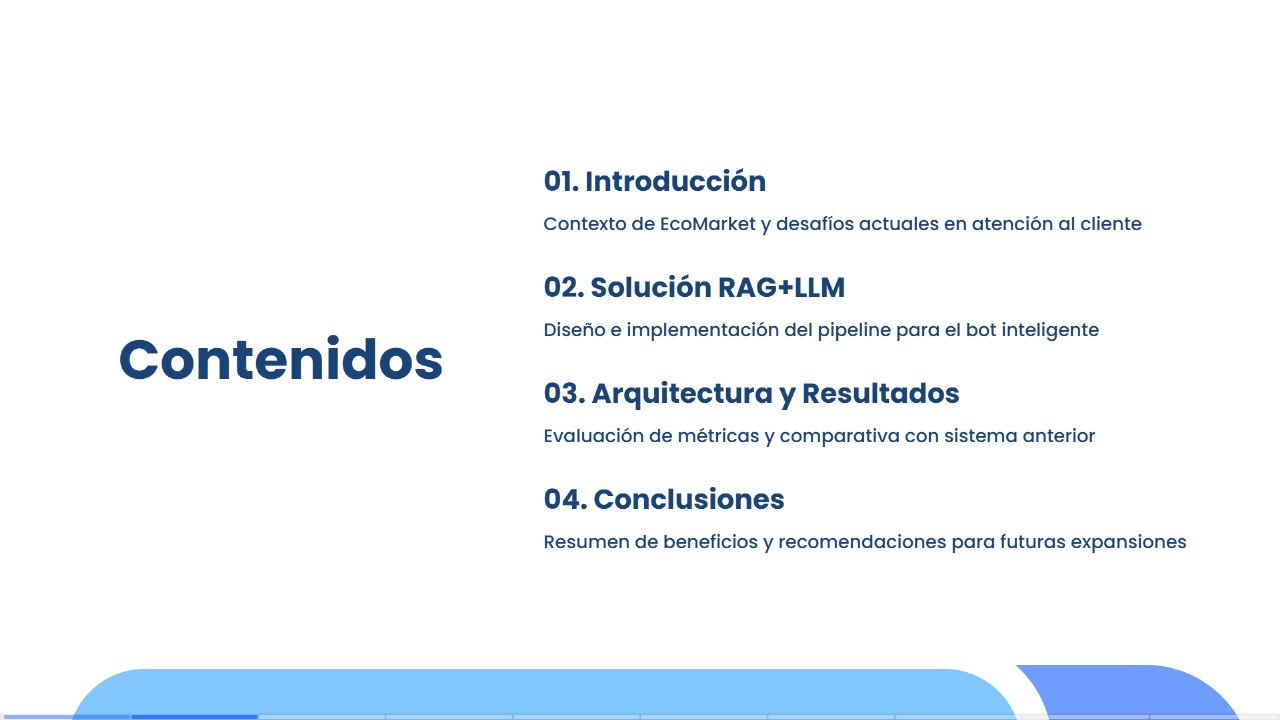 Contenidos
01. Introducción
Contexto de EcoMarket y desafíos actuales en atención al cliente
02. Solución RAG+LLM
Diseño e implementación del pipeline para el bot inteligente
03. Arquitectura y Resultados
Evaluación de métricas y comparativa con sistema anterior
04. Conclusiones
Resumen de beneficios y recomendaciones para futuras expansiones